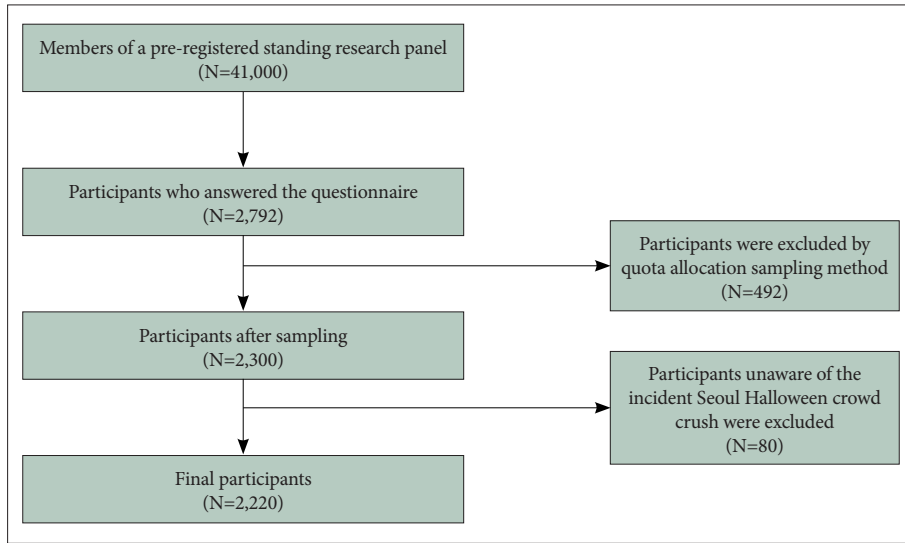 Members of a pre-registered standing research panel
(N=41,000)
Participants who answered the questionnaire
(N=2,792)
Participants were excluded by
quota allocation sampling method
(N=492)
Participants after sampling
(N=2,300)
Participants unaware of the
incident Seoul Halloween crowd
crush were excluded
(N=80)
Final participants
(N=2,220)